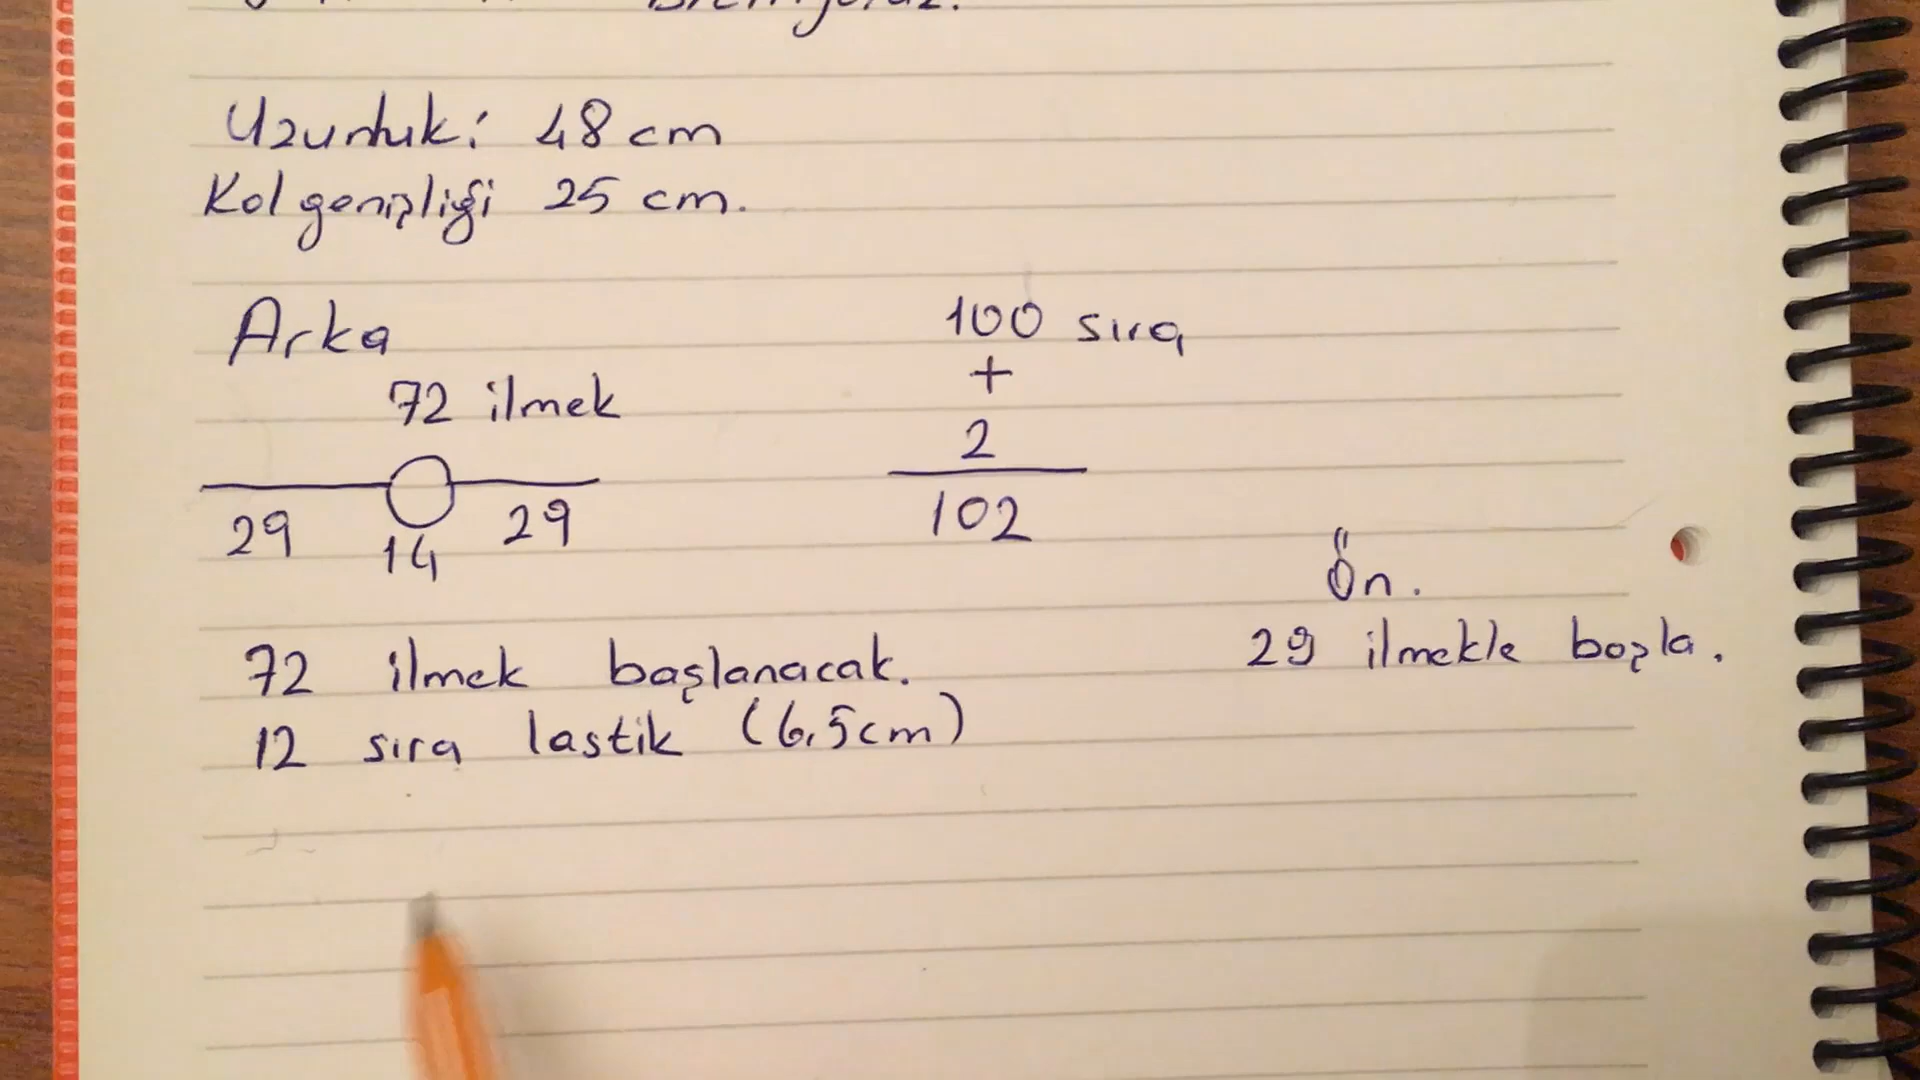 Uzunluk: 48 cm
Kol genişliği 25 cm.
Arka
72 ilmek
29 14 29
100 sıra
+
2
102
72 ilmek başlanacak.
12 sıra lastik (6,5cm)
Ön.
29 ilmekle başla.